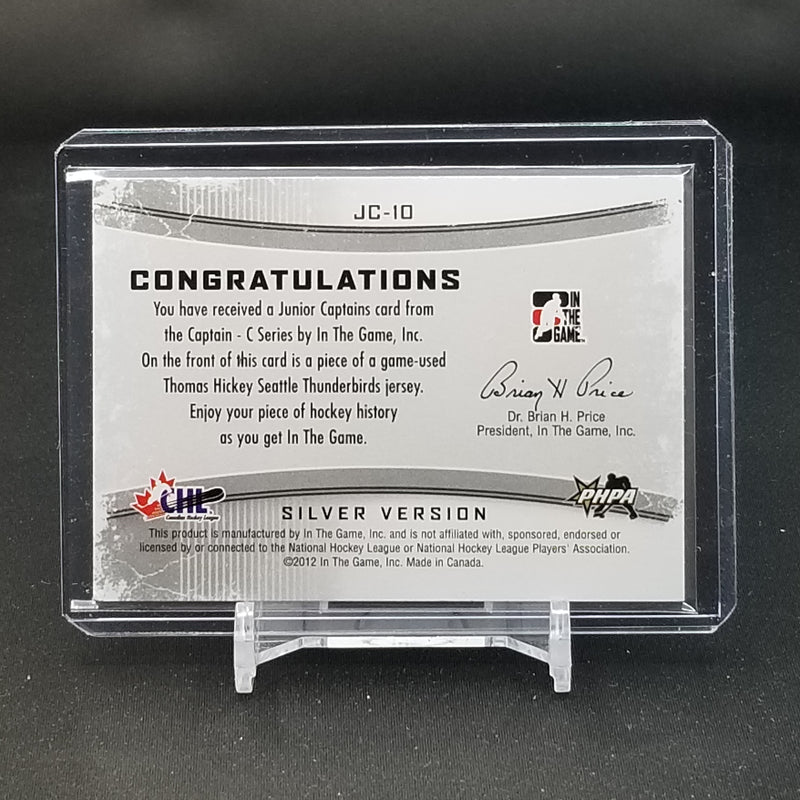 JC-10
CONGRATULATIONS
You have received a Junior Captains card from
the Captain - C Series by In The Game, Inc.
On the front of this card is a piece of a game-used
Thomas Hickey Seattle Thunderbirds jersey.
Enjoy your piece of hockey history
as you get In The Game.
IN
THE
GAME
Brian H Price
Dr. Brian H. Price
President, In The Game, Inc.
CHL
Canadian Hockey League
PHPA
SILVER VERSION
This product is manufactured by In The Game, Inc. and is not affiliated with, sponsored, endorsed or
licensed by or connected to the National Hockey League or National Hockey League Players' Association.
©2012 In The Game, Inc. Made in Canada.